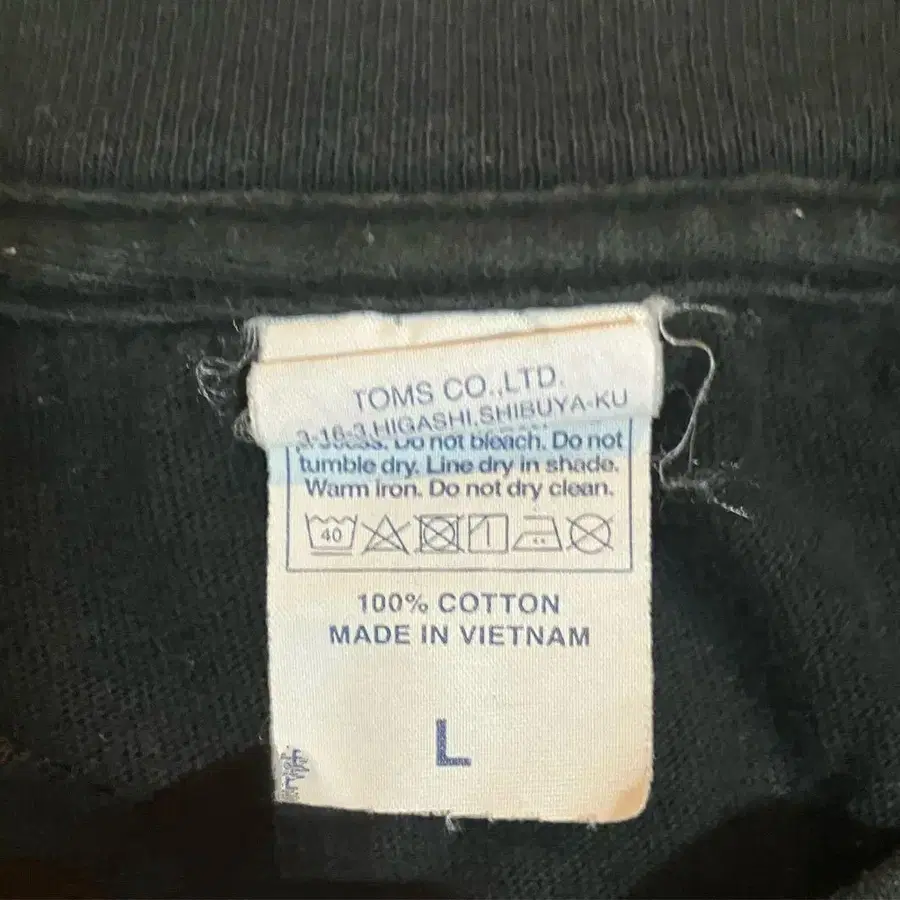 TOMS CO.,LTD.
3-16-3,HIGASHI,SHIBUYA-KU
Do not bleach. Do not
tumble dry. Line dry in shade.
Warm iron. Do not dry clean.
40
100% COTTON
MADE IN VIETNAM
L